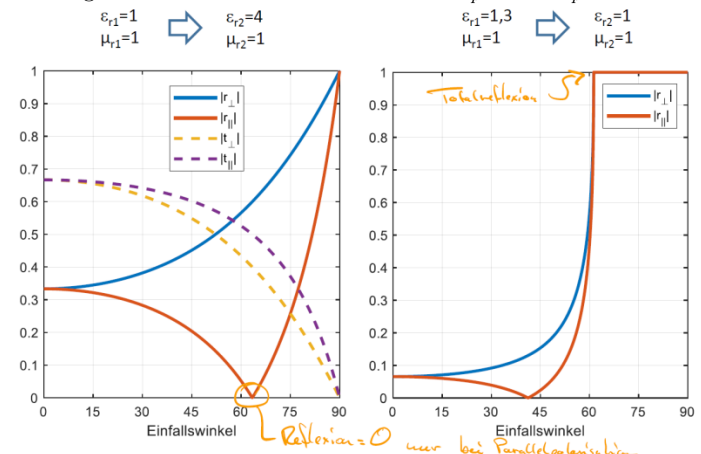 εr1=1
μr1=1
εr2=4
μr2=1
εr1=1,3
μr1=1
εr2=1
μr2=1
1
0.9
0.8
0.7
0.6
0.5
0.4
0.3
0.2
0.1
0
|r⊥|
|r|||
|t⊥|
|t|||
0 15 30 45 60 75 90
Einfallswinkel
1
0.9
0.8
0.7
0.6
0.5
0.4
0.3
0.2
0.1
0
Totalreflexion
|r⊥|
|r|||
0 15 30 45 60 75 90
Einfallswinkel
Reflexion=0 nur bei Parallelpolarisation